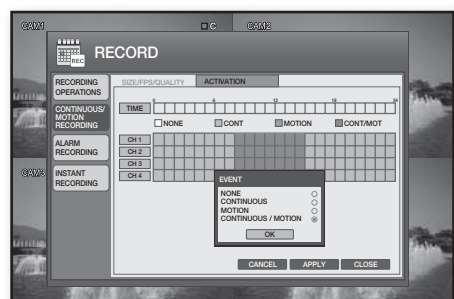 CAM1
C
CAM2
REC
RECORD
RECORDING OPERATIONS
SIZE/FPS/QUALITY
ACTIVATION
CONTINUOUS/ MOTION RECORDING
TIME
0 6 12 18 24
NONE CONT MOTION CONT/MOT
ALARM RECORDING
CH 1
CH 2
CH 3
CH 4
CAM3
INSTANT RECORDING
EVENT
NONE
CONTINUOUS
MOTION
CONTINUOUS / MOTION
OK
CANCEL APPLY CLOSE